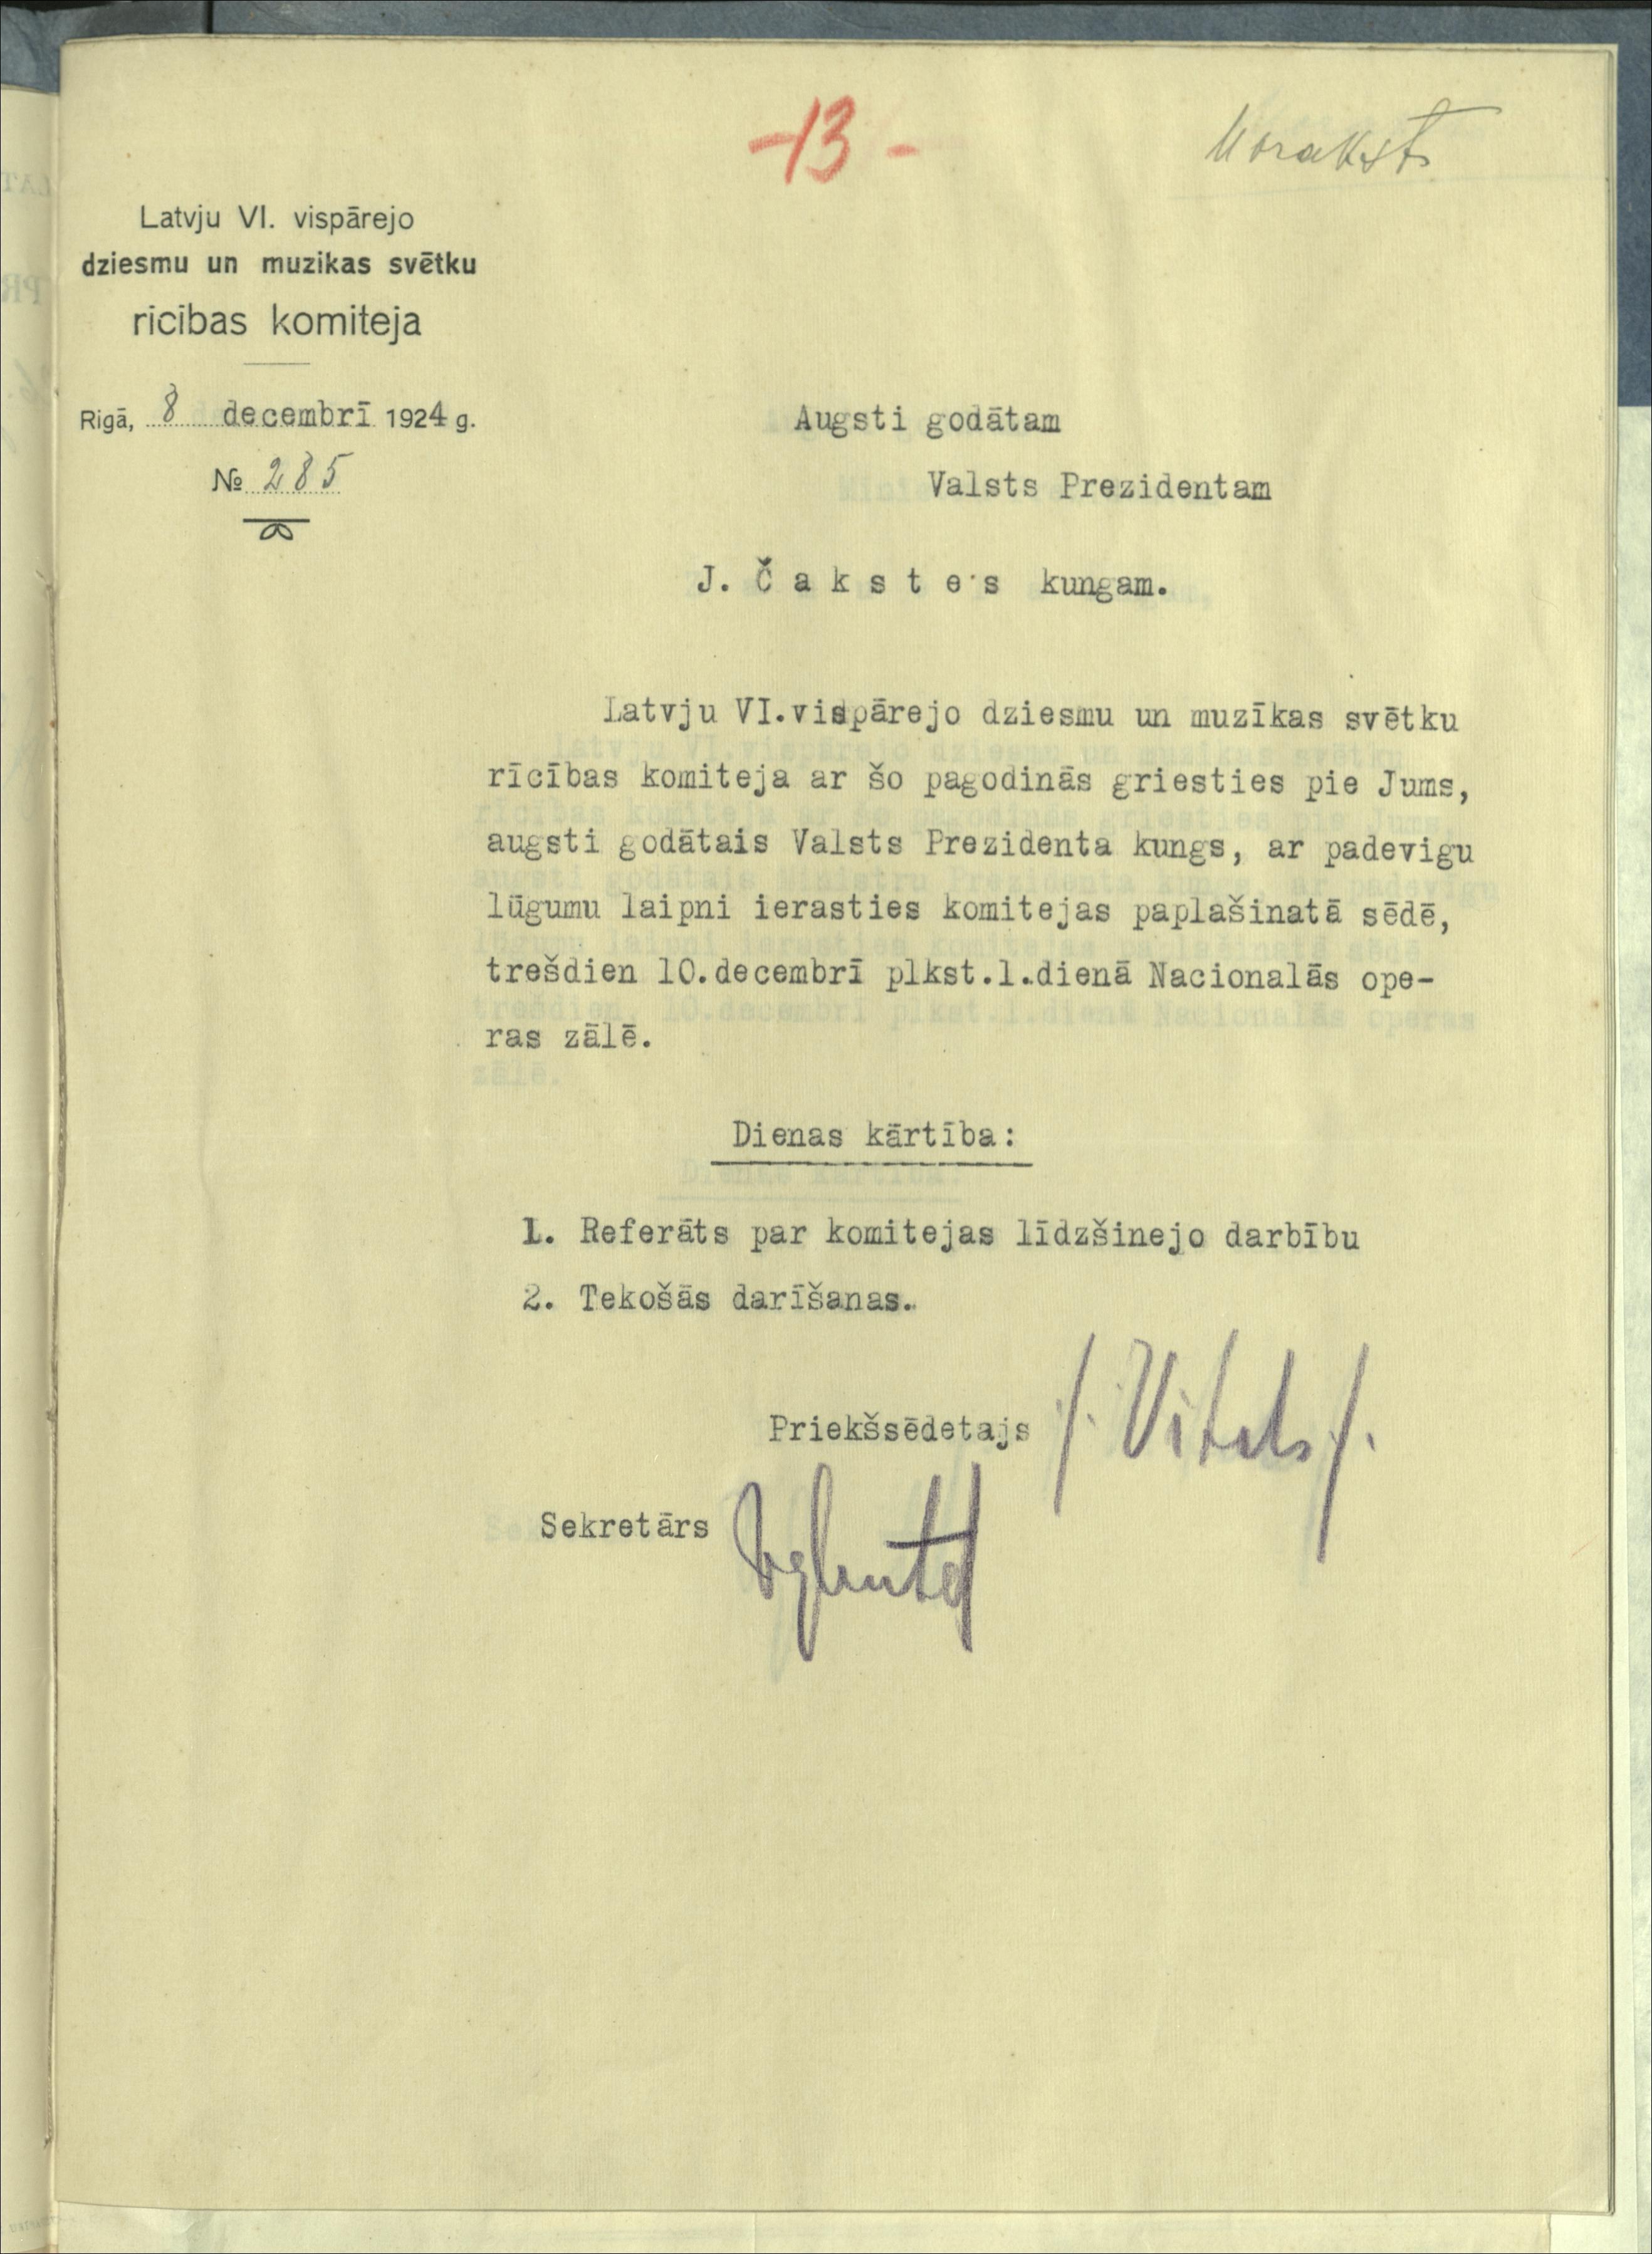 -13-
Noraksts
Latvju VI. vispārejo
dziesmu un muzikas svētku
ricibas komiteja
Rigā, 8 decembrī 1924 g.
№ 285
Augsti godātam
Valsts Prezidentam
J. Č a k s t e s kungam.
Latvju VI.vispārejo dziesmu un muzīkas svētku
rīcības komiteja ar šo pagodinās griesties pie Jums,
augsti godātais Valsts Prezidenta kungs, ar padevigu
lūgumu laipni ierasties komitejas paplašinatā sēdē,
trešdien 10.decembrī plkst.1.dienā Nacionalās ope-
ras zālē.
Dienas kārtība:
1. Referāts par komitejas līdzšinejo darbību
2. Tekošās darīšanas.
Priekšsēdetajs /. Vītols /.
Sekretārs